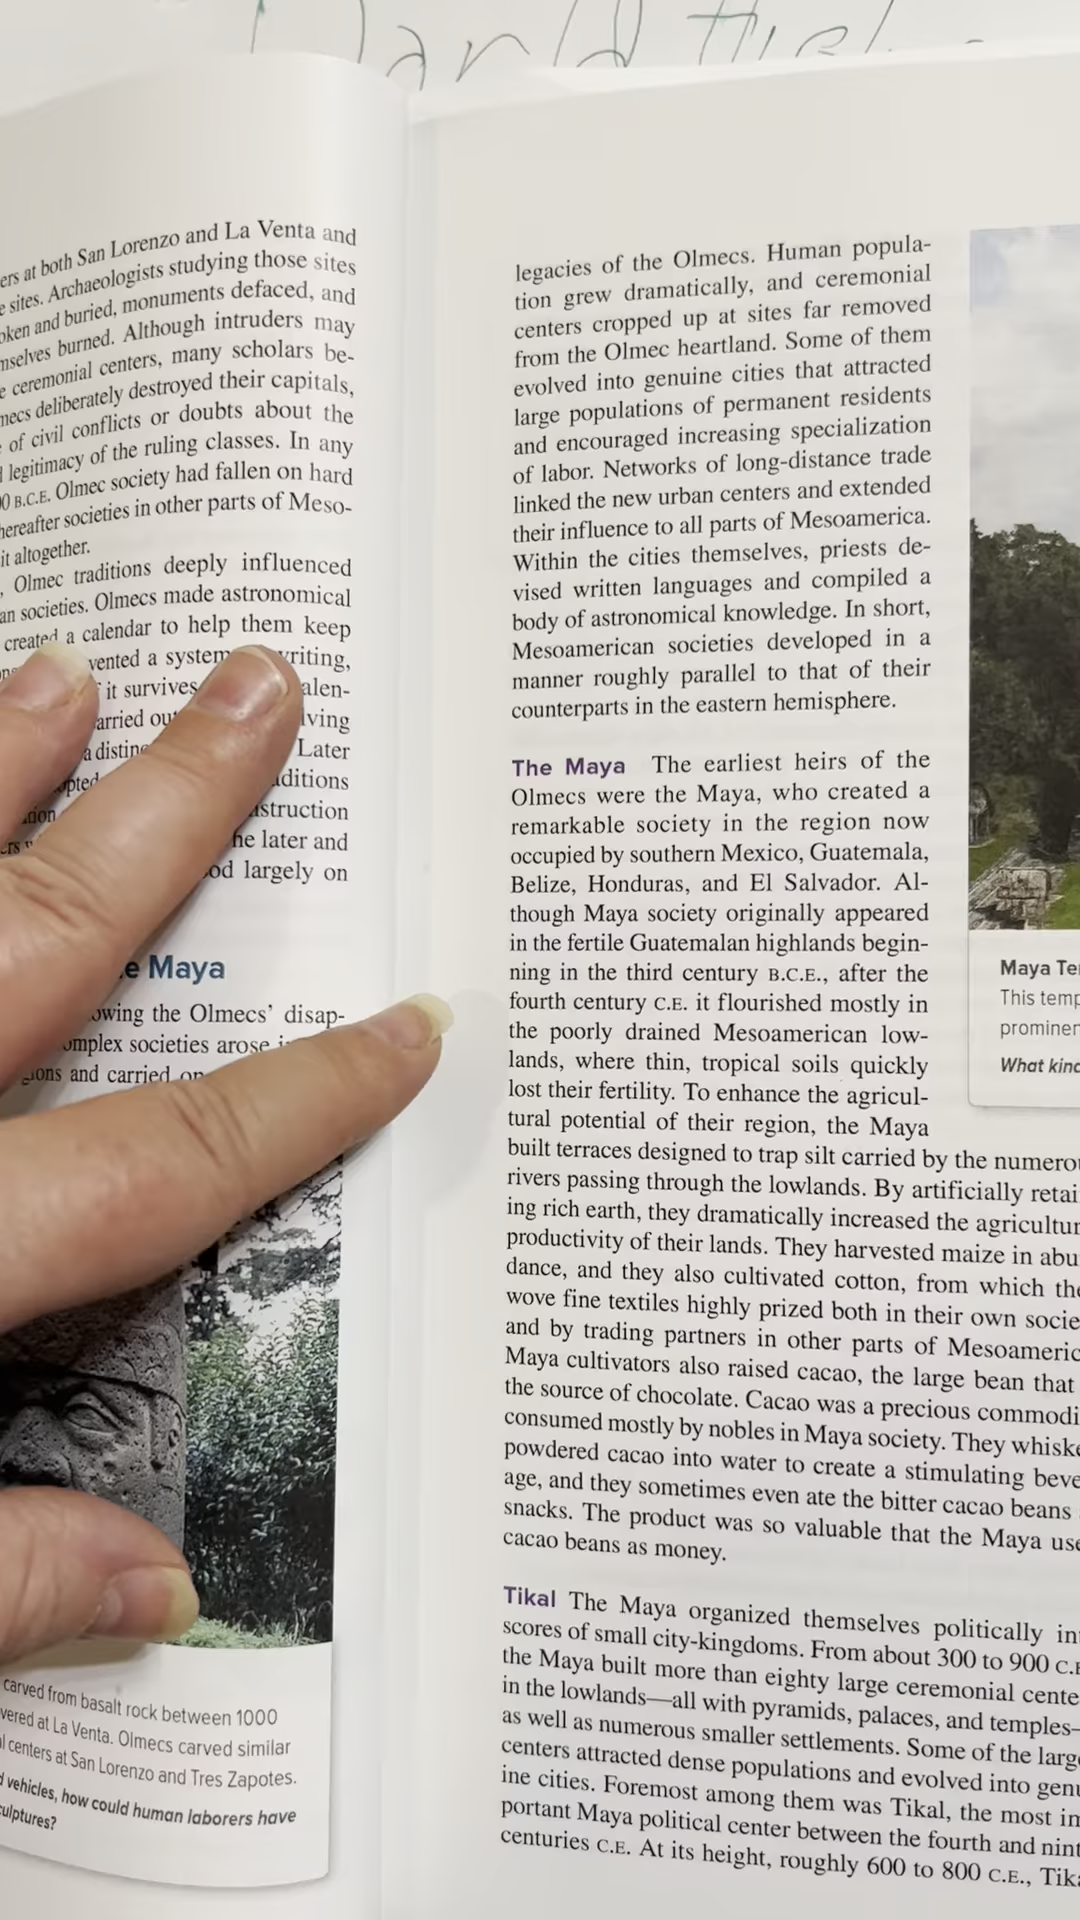 ers at both San Lorenzo and La Venta and
sites. Archaeologists studying those sites
oken and buried, monuments defaced, and
mselves burned. Although intruders may
e ceremonial centers, many scholars be-
mecs deliberately destroyed their capitals,
of civil conflicts or doubts about the
legitimacy of the ruling classes. In any
00 B.C.E. Olmec society had fallen on hard
hereafter societies in other parts of Meso-
it altogether.
, Olmec traditions deeply influenced
an societies. Olmecs made astronomical
created a calendar to help them keep
vented a system writing,
it survives alen-
arried out lving
a distinc Later
opted aditions
nstruction
he later and
od largely on
e Maya
owing the Olmecs' disap-
omplex societies arose
gions and carried on
carved from basalt rock between 1000
vered at La Venta. Olmecs carved similar
l centers at San Lorenzo and Tres Zapotes.
d vehicles, how could human laborers have
culptures?
legacies of the Olmecs. Human popula-
tion grew dramatically, and ceremonial
centers cropped up at sites far removed
from the Olmec heartland. Some of them
evolved into genuine cities that attracted
large populations of permanent residents
and encouraged increasing specialization
of labor. Networks of long-distance trade
linked the new urban centers and extended
their influence to all parts of Mesoamerica.
Within the cities themselves, priests de-
vised written languages and compiled a
body of astronomical knowledge. In short,
Mesoamerican societies developed in a
manner roughly parallel to that of their
counterparts in the eastern hemisphere.
The Maya The earliest heirs of the
Olmecs were the Maya, who created a
remarkable society in the region now
occupied by southern Mexico, Guatemala,
Belize, Honduras, and El Salvador. Al-
though Maya society originally appeared
in the fertile Guatemalan highlands begin-
ning in the third century B.C.E., after the
fourth century C.E. it flourished mostly in
the poorly drained Mesoamerican low-
lands, where thin, tropical soils quickly
lost their fertility. To enhance the agricul-
tural potential of their region, the Maya
built terraces designed to trap silt carried by the numerou
rivers passing through the lowlands. By artificially retai
ing rich earth, they dramatically increased the agricultur
productivity of their lands. They harvested maize in abu
dance, and they also cultivated cotton, from which the
wove fine textiles highly prized both in their own socie
and by trading partners in other parts of Mesoameric
Maya cultivators also raised cacao, the large bean that
the source of chocolate. Cacao was a precious commodi
consumed mostly by nobles in Maya society. They whiske
powdered cacao into water to create a stimulating beve
age, and they sometimes even ate the bitter cacao beans
snacks. The product was so valuable that the Maya use
cacao beans as money.
Tikal The Maya organized themselves politically in
scores of small city-kingdoms. From about 300 to 900 C.E
the Maya built more than eighty large ceremonial cente
in the lowlands—all with pyramids, palaces, and temples—
as well as numerous smaller settlements. Some of the large
centers attracted dense populations and evolved into genu
ine cities. Foremost among them was Tikal, the most im
portant Maya political center between the fourth and nint
centuries C.E. At its height, roughly 600 to 800 C.E., Tika
Maya Te
This temp
prominen
What kind